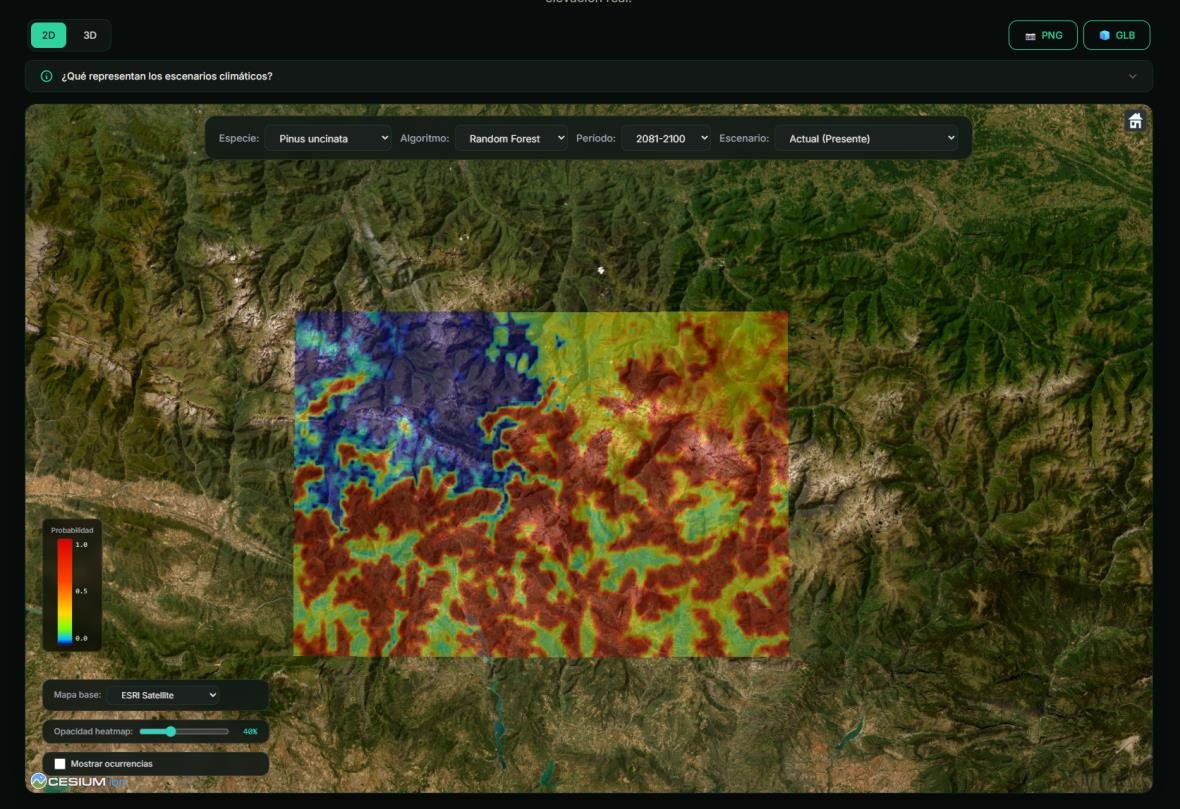 elevación real.
2D 3D PNG GLB
¿Qué representan los escenarios climáticos?
Especie: Pinus uncinata Algoritmo: Random Forest Período: 2081-2100 Escenario: Actual (Presente)
Probabilidad
1.0
0.5
0.0
Mapa base: ESRI Satellite
Opacidad heatmap: 40%
Mostrar ocurrencias
CESIUM ion